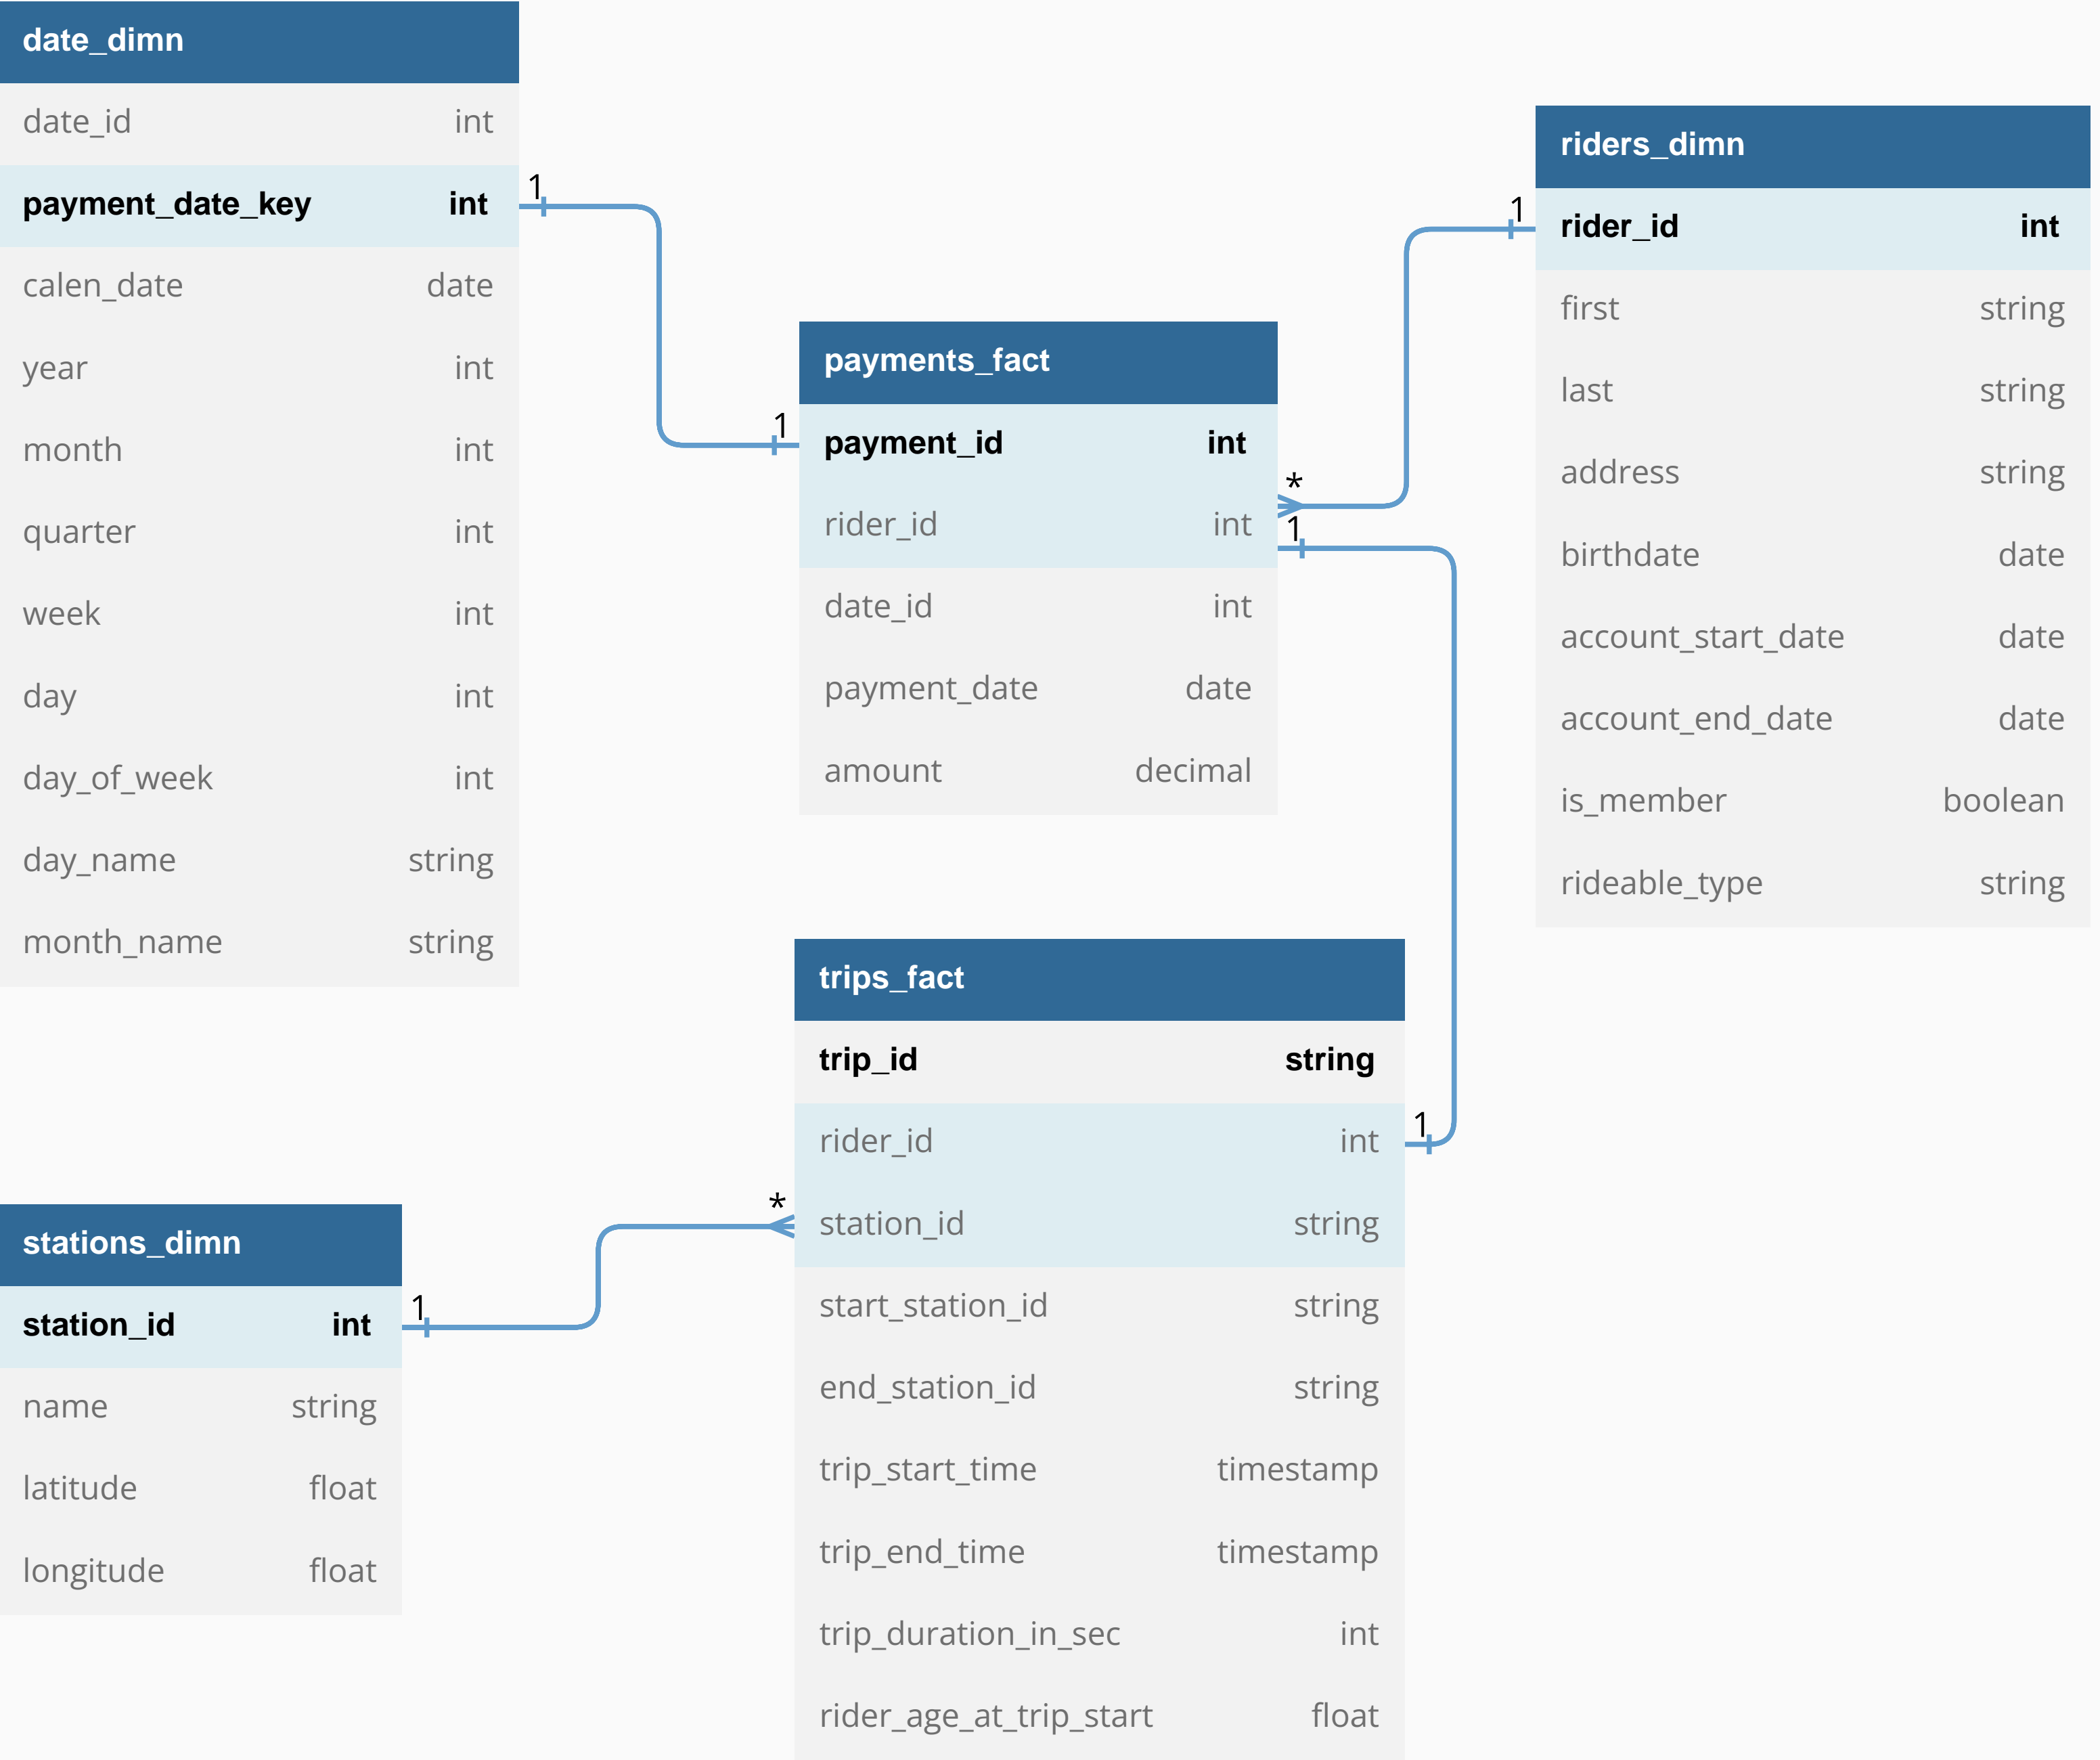 date_dimn
date_id int
payment_date_key int
calen_date date
year int
month int
quarter int
week int
day int
day_of_week int
day_name string
month_name string
1
1
payments_fact
payment_id int
rider_id int
date_id int
payment_date date
amount decimal
*
1
1
riders_dimn
rider_id int
first string
last string
address string
birthdate date
account_start_date date
account_end_date date
is_member boolean
rideable_type string
trips_fact
trip_id string
rider_id int
station_id string
start_station_id string
end_station_id string
trip_start_time timestamp
trip_end_time timestamp
trip_duration_in_sec int
rider_age_at_trip_start float
1
*
1
stations_dimn
station_id int
name string
latitude float
longitude float